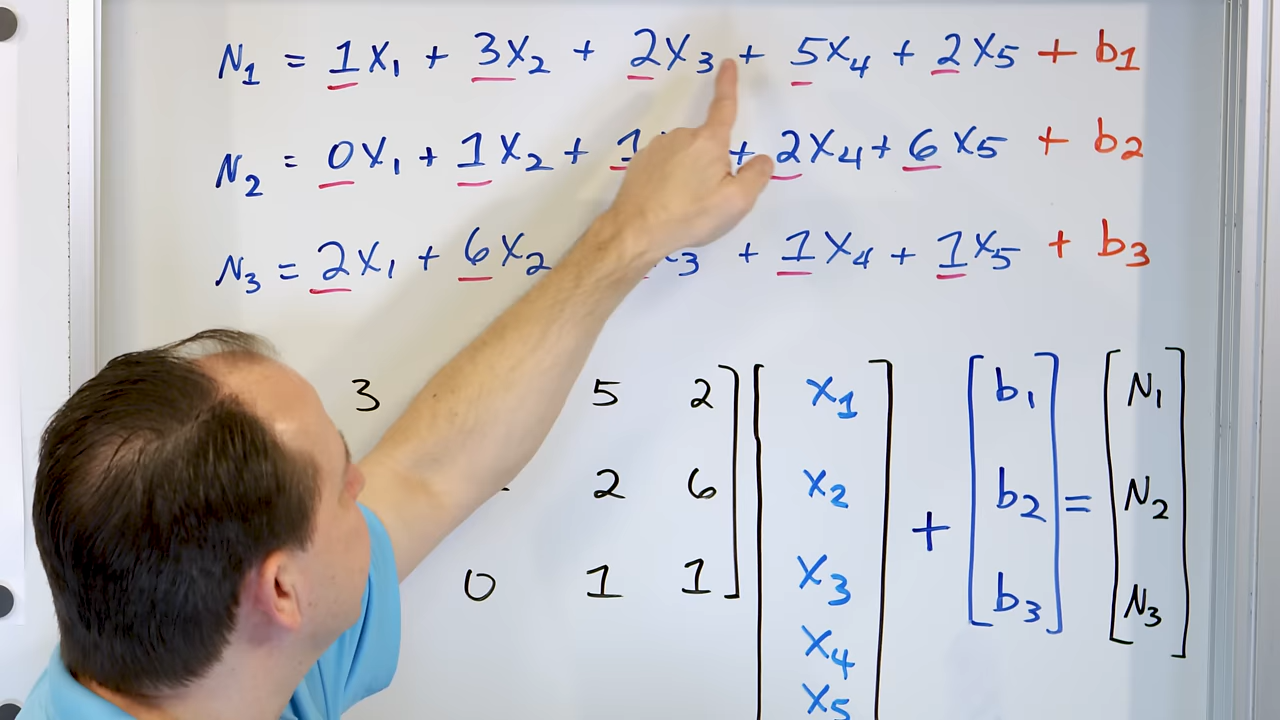 N₁ = 1x₁ + 3x₂ + 2x₃ + 5x₄ + 2x₅ + b₁
N₂ = 0x₁ + 1x₂ + 1 + 2x₄ + 6x₅ + b₂
N₃ = 2x₁ + 6x₂ x₃ + 1x₄ + 1x₅ + b₃
3 5 2 x₁ b₁ N₁
2 6 x₂ + b₂ = N₂
0 1 1 x₃ b₃ N₃
x₄
x₅